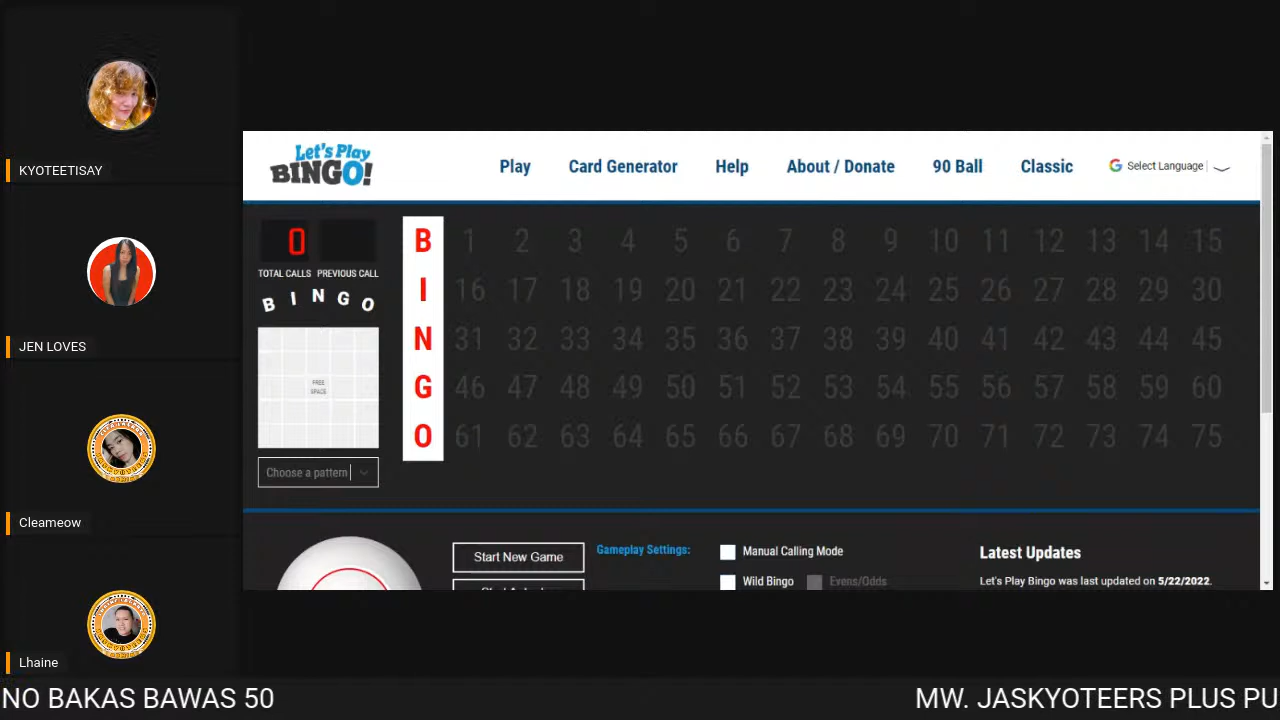 KYOTEETISAY
JEN LOVES
Cleameow
Lhaine
Let's Play
BINGO!
Play Card Generator Help About / Donate 90 Ball Classic Select Language
0
TOTAL CALLS PREVIOUS CALL
B I N G O
FREE
SPACE
Choose a pattern
B 1 2 3 4 5 6 7 8 9 10 11 12 13 14 15
I 16 17 18 19 20 21 22 23 24 25 26 27 28 29 30
N 31 32 33 34 35 36 37 38 39 40 41 42 43 44 45
G 46 47 48 49 50 51 52 53 54 55 56 57 58 59 60
O 61 62 63 64 65 66 67 68 69 70 71 72 73 74 75
Start New Game
Gameplay Settings:
Manual Calling Mode
Wild Bingo Evens/Odds
Latest Updates
Let's Play Bingo was last updated on 5/22/2022.
NO BAKAS BAWAS 50 MW. JASKYOTEERS PLUS PU